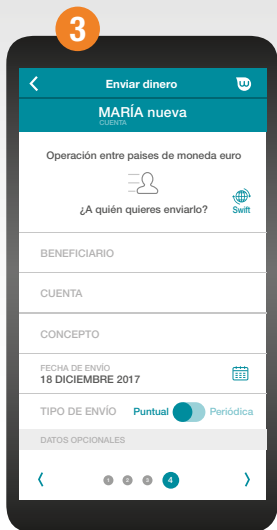 3
Enviar dinero
MARÍA nueva
CUENTA
Operación entre paises de moneda euro
¿A quién quieres enviarlo?
Swift
BENEFICIARIO
CUENTA
CONCEPTO
FECHA DE ENVÍO
18 DICIEMBRE 2017
TIPO DE ENVÍO Puntual Periódica
DATOS OPCIONALES
1 2 3 4